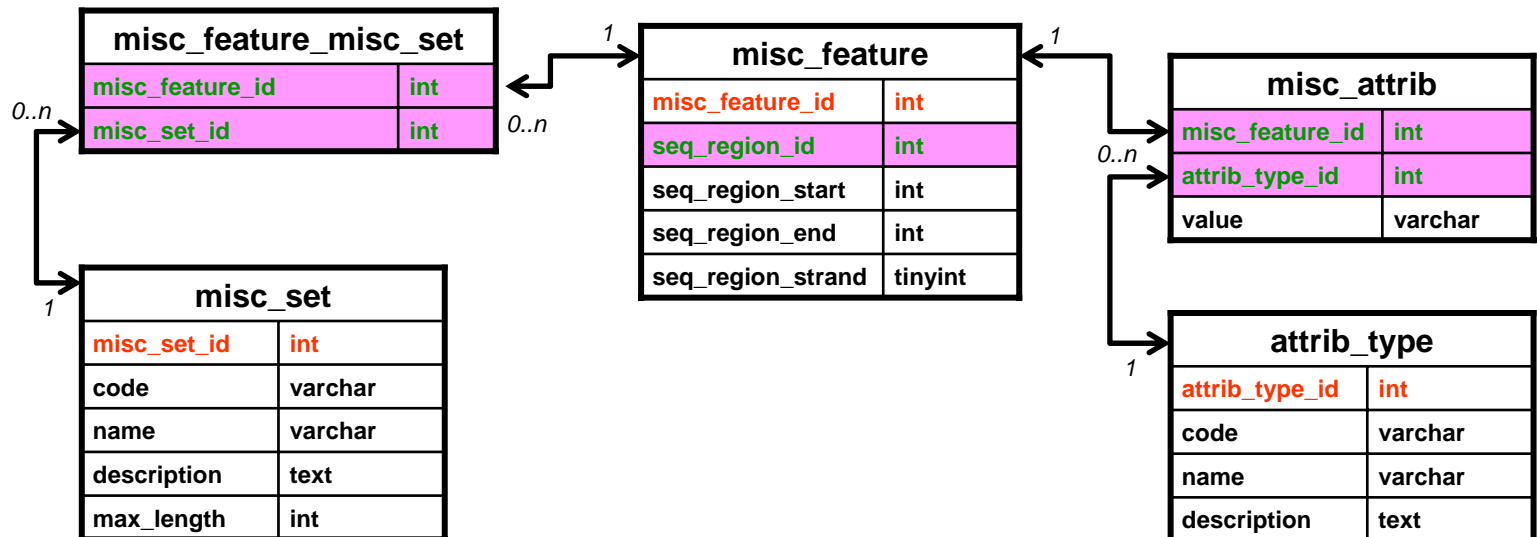 misc_feature_misc_set
misc_feature_id int
misc_set_id int
0..n
1
0..n
1
misc_set
misc_set_id int
code varchar
name varchar
description text
max_length int
misc_feature
misc_feature_id int
seq_region_id int
seq_region_start int
seq_region_end int
seq_region_strand tinyint
1
0..n
1
misc_attrib
misc_feature_id int
attrib_type_id int
value varchar
attrib_type
attrib_type_id int
code varchar
name varchar
description text